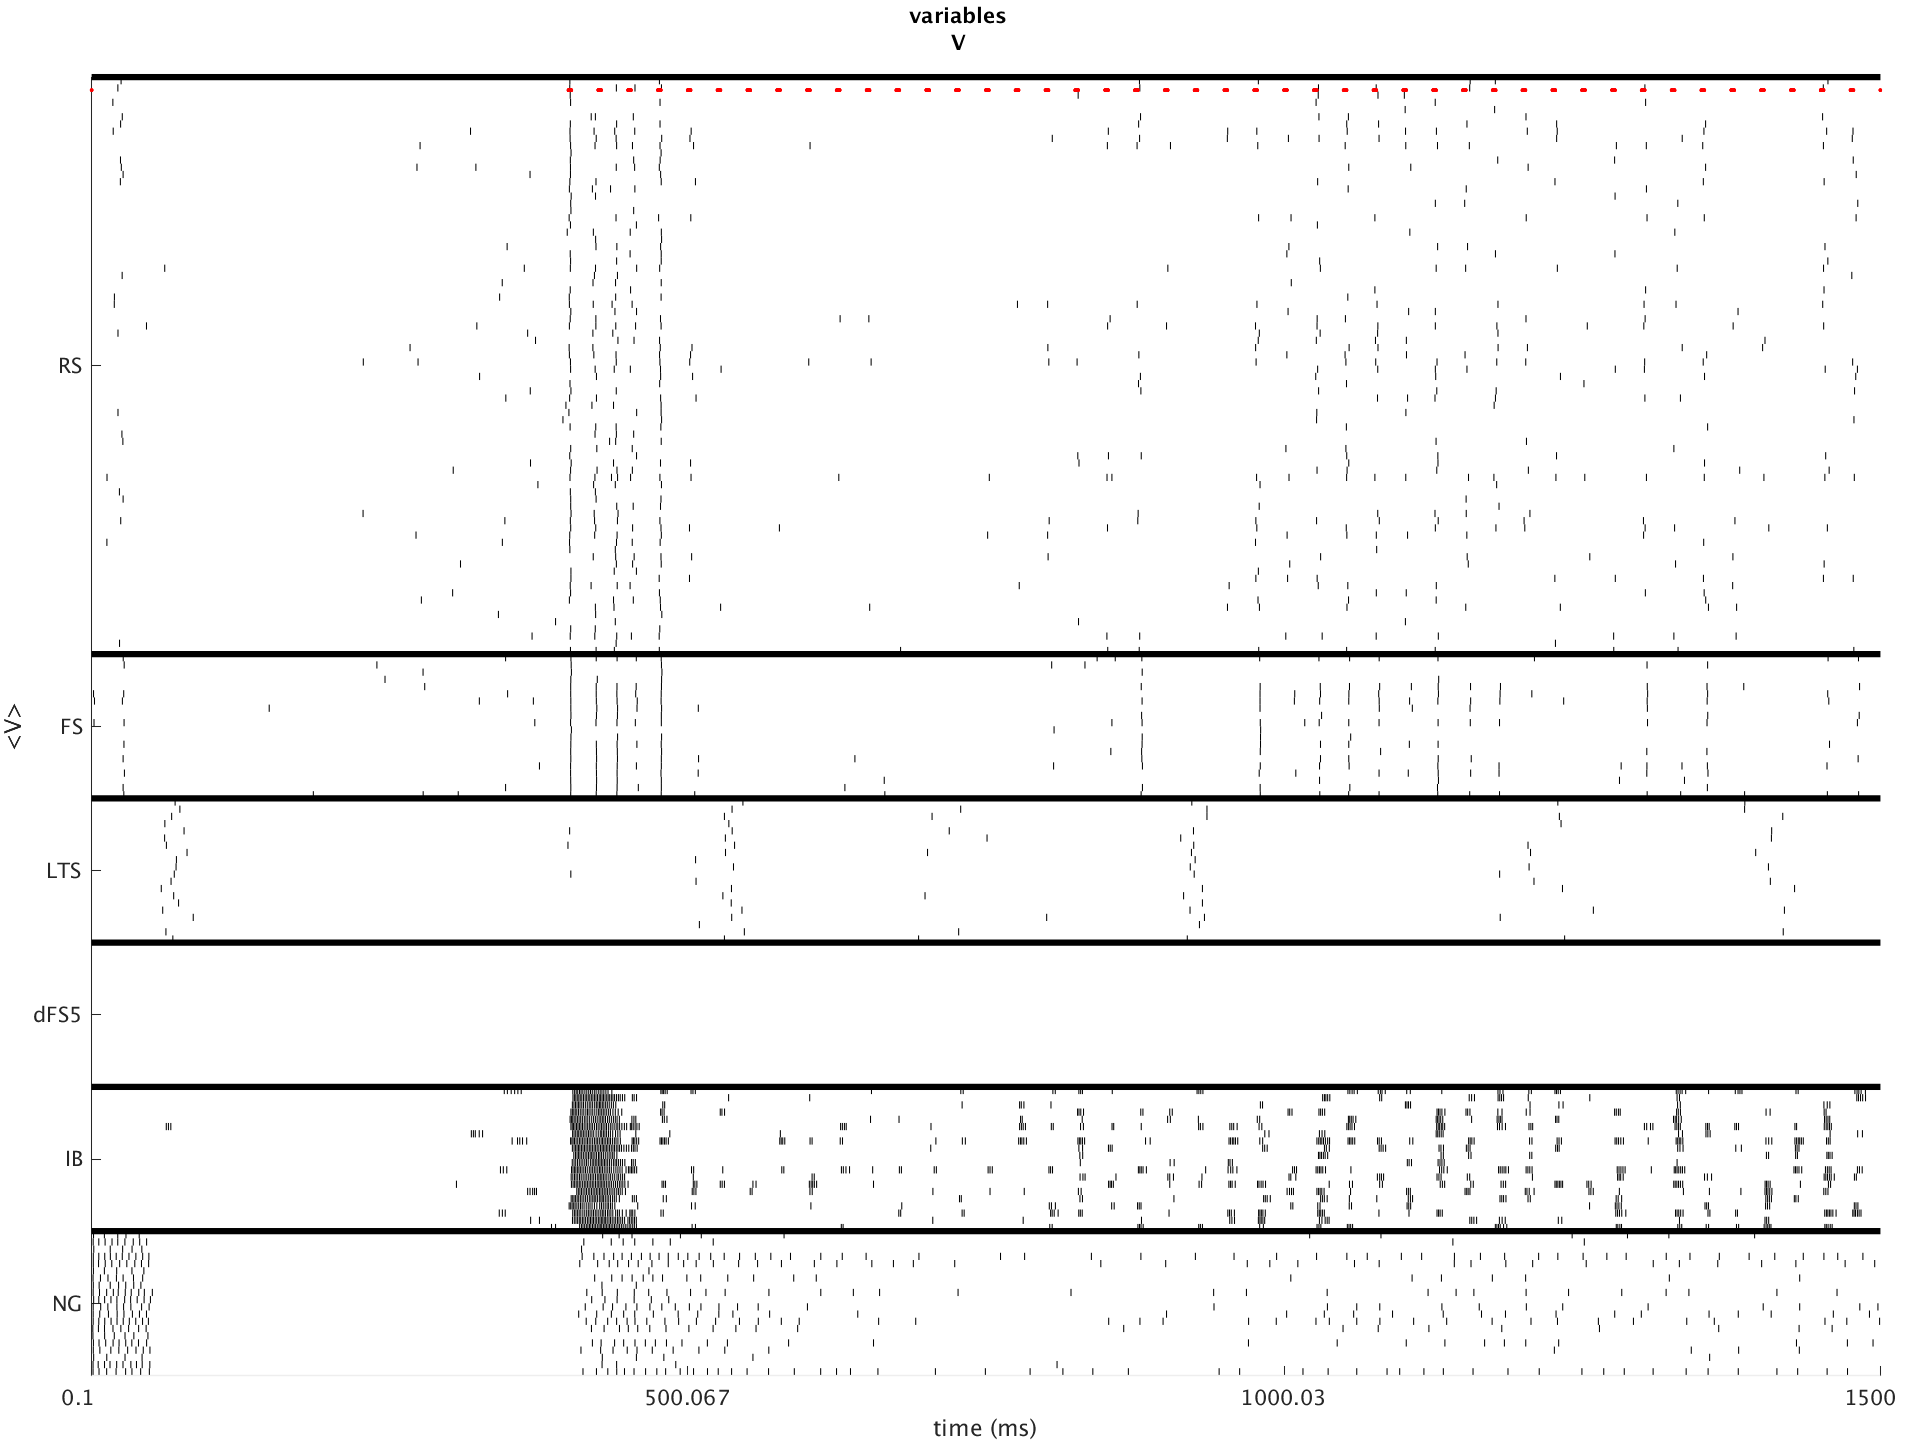 variables
V
RS
FS
<V>
LTS
dFS5
IB
NG
0.1
500.067
1000.03
1500
time (ms)